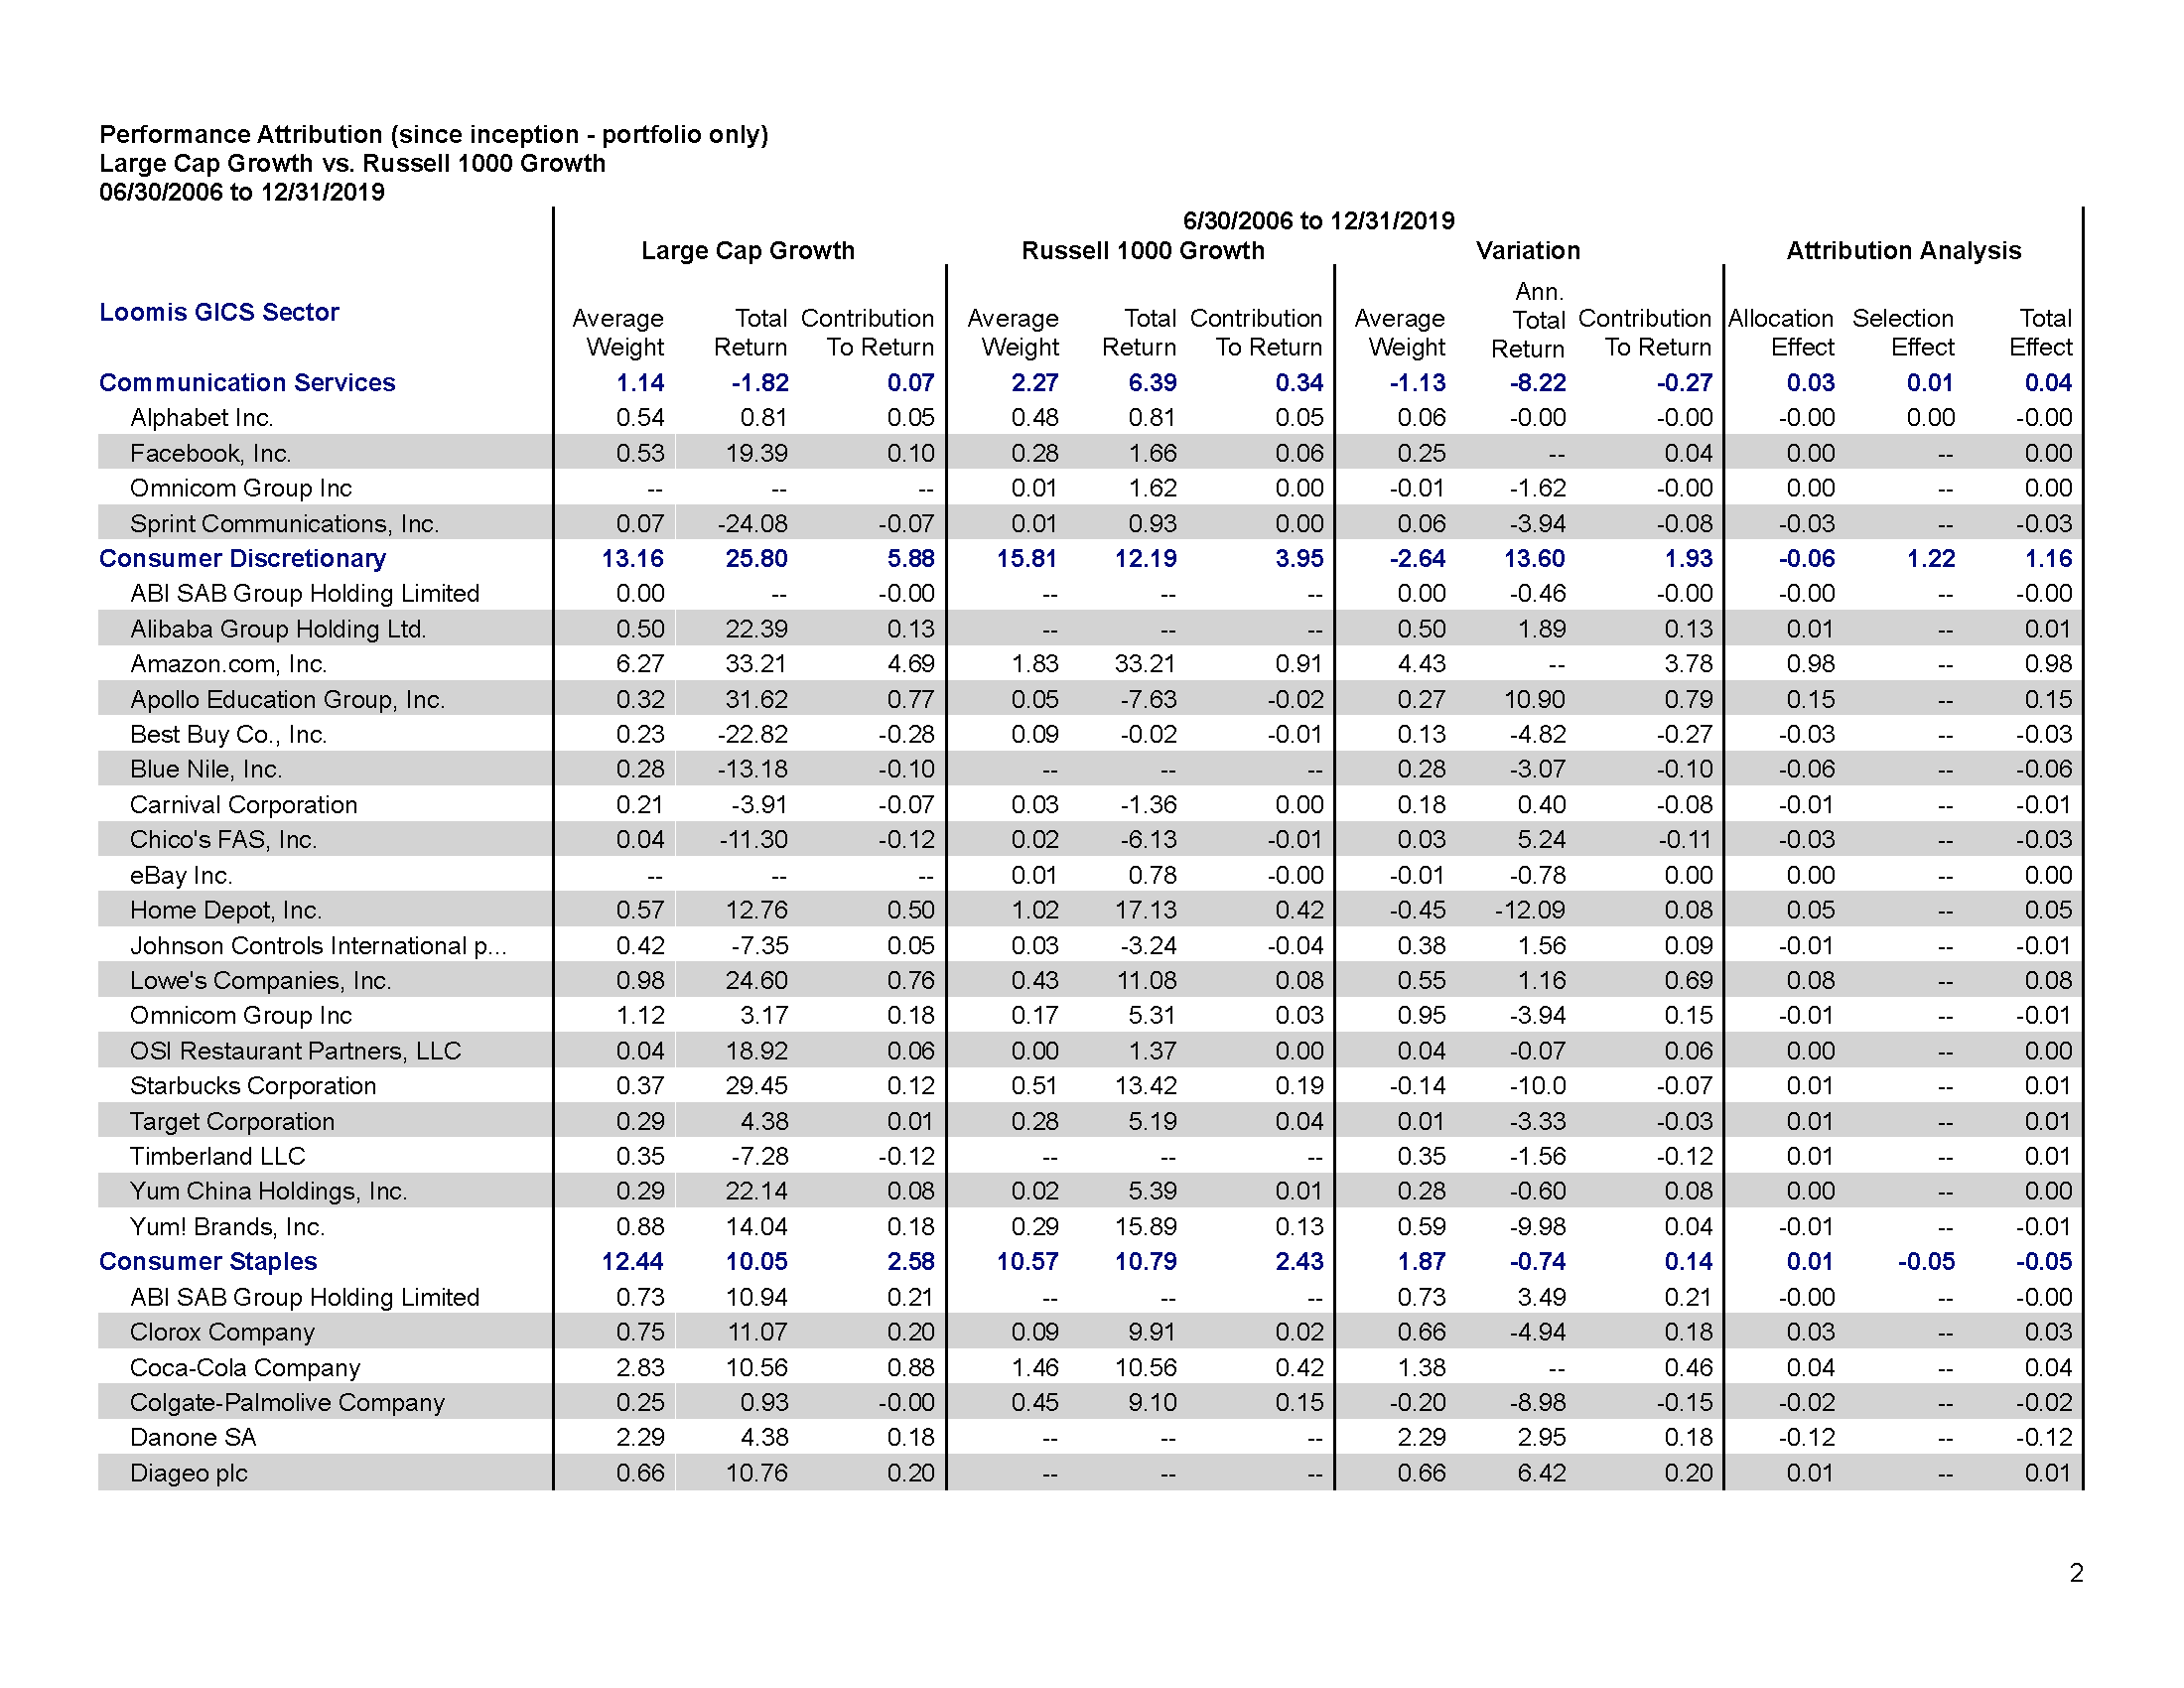 Performance Attribution (since inception - portfolio only)
Large Cap Growth vs. Russell 1000 Growth
06/30/2006 to 12/31/2019
6/30/2006 to 12/31/2019
Large Cap Growth Russell 1000 Growth Variation Attribution Analysis
Loomis GICS Sector
Average Weight Total Return Contribution To Return Average Weight Total Return Contribution To Return Average Weight Ann. Total Return Contribution To Return Allocation Effect Selection Effect Total Effect
Communication Services 1.14 -1.82 0.07 2.27 6.39 0.34 -1.13 -8.22 -0.27 0.03 0.01 0.04
Alphabet Inc. 0.54 0.81 0.05 0.48 0.81 0.05 0.06 -0.00 -0.00 -0.00 0.00 -0.00
Facebook, Inc. 0.53 19.39 0.10 0.28 1.66 0.06 0.25 -- 0.04 0.00 -- 0.00
Omnicom Group Inc -- -- -- 0.01 1.62 0.00 -0.01 -1.62 -0.00 0.00 -- 0.00
Sprint Communications, Inc. 0.07 -24.08 -0.07 0.01 0.93 0.00 0.06 -3.94 -0.08 -0.03 -- -0.03
Consumer Discretionary 13.16 25.80 5.88 15.81 12.19 3.95 -2.64 13.60 1.93 -0.06 1.22 1.16
ABI SAB Group Holding Limited 0.00 -- -0.00 -- -- -- 0.00 -0.46 -0.00 -0.00 -- -0.00
Alibaba Group Holding Ltd. 0.50 22.39 0.13 -- -- -- 0.50 1.89 0.13 0.01 -- 0.01
Amazon.com, Inc. 6.27 33.21 4.69 1.83 33.21 0.91 4.43 -- 3.78 0.98 -- 0.98
Apollo Education Group, Inc. 0.32 31.62 0.77 0.05 -7.63 -0.02 0.27 10.90 0.79 0.15 -- 0.15
Best Buy Co., Inc. 0.23 -22.82 -0.28 0.09 -0.02 -0.01 0.13 -4.82 -0.27 -0.03 -- -0.03
Blue Nile, Inc. 0.28 -13.18 -0.10 -- -- -- 0.28 -3.07 -0.10 -0.06 -- -0.06
Carnival Corporation 0.21 -3.91 -0.07 0.03 -1.36 0.00 0.18 0.40 -0.08 -0.01 -- -0.01
Chico's FAS, Inc. 0.04 -11.30 -0.12 0.02 -6.13 -0.01 0.03 5.24 -0.11 -0.03 -- -0.03
eBay Inc. -- -- -- 0.01 0.78 -0.00 -0.01 -0.78 0.00 0.00 -- 0.00
Home Depot, Inc. 0.57 12.76 0.50 1.02 17.13 0.42 -0.45 -12.09 0.08 0.05 -- 0.05
Johnson Controls International p... 0.42 -7.35 0.05 0.03 -3.24 -0.04 0.38 1.56 0.09 -0.01 -- -0.01
Lowe's Companies, Inc. 0.98 24.60 0.76 0.43 11.08 0.08 0.55 1.16 0.69 0.08 -- 0.08
Omnicom Group Inc 1.12 3.17 0.18 0.17 5.31 0.03 0.95 -3.94 0.15 -0.01 -- -0.01
OSI Restaurant Partners, LLC 0.04 18.92 0.06 0.00 1.37 0.00 0.04 -0.07 0.06 0.00 -- 0.00
Starbucks Corporation 0.37 29.45 0.12 0.51 13.42 0.19 -0.14 -10.0 -0.07 0.01 -- 0.01
Target Corporation 0.29 4.38 0.01 0.28 5.19 0.04 0.01 -3.33 -0.03 0.01 -- 0.01
Timberland LLC 0.35 -7.28 -0.12 -- -- -- 0.35 -1.56 -0.12 0.01 -- 0.01
Yum China Holdings, Inc. 0.29 22.14 0.08 0.02 5.39 0.01 0.28 -0.60 0.08 0.00 -- 0.00
Yum! Brands, Inc. 0.88 14.04 0.18 0.29 15.89 0.13 0.59 -9.98 0.04 -0.01 -- -0.01
Consumer Staples 12.44 10.05 2.58 10.57 10.79 2.43 1.87 -0.74 0.14 0.01 -0.05 -0.05
ABI SAB Group Holding Limited 0.73 10.94 0.21 -- -- -- 0.73 3.49 0.21 -0.00 -- -0.00
Clorox Company 0.75 11.07 0.20 0.09 9.91 0.02 0.66 -4.94 0.18 0.03 -- 0.03
Coca-Cola Company 2.83 10.56 0.88 1.46 10.56 0.42 1.38 -- 0.46 0.04 -- 0.04
Colgate-Palmolive Company 0.25 0.93 -0.00 0.45 9.10 0.15 -0.20 -8.98 -0.15 -0.02 -- -0.02
Danone SA 2.29 4.38 0.18 -- -- -- 2.29 2.95 0.18 -0.12 -- -0.12
Diageo plc 0.66 10.76 0.20 -- -- -- 0.66 6.42 0.20 0.01 -- 0.01
2